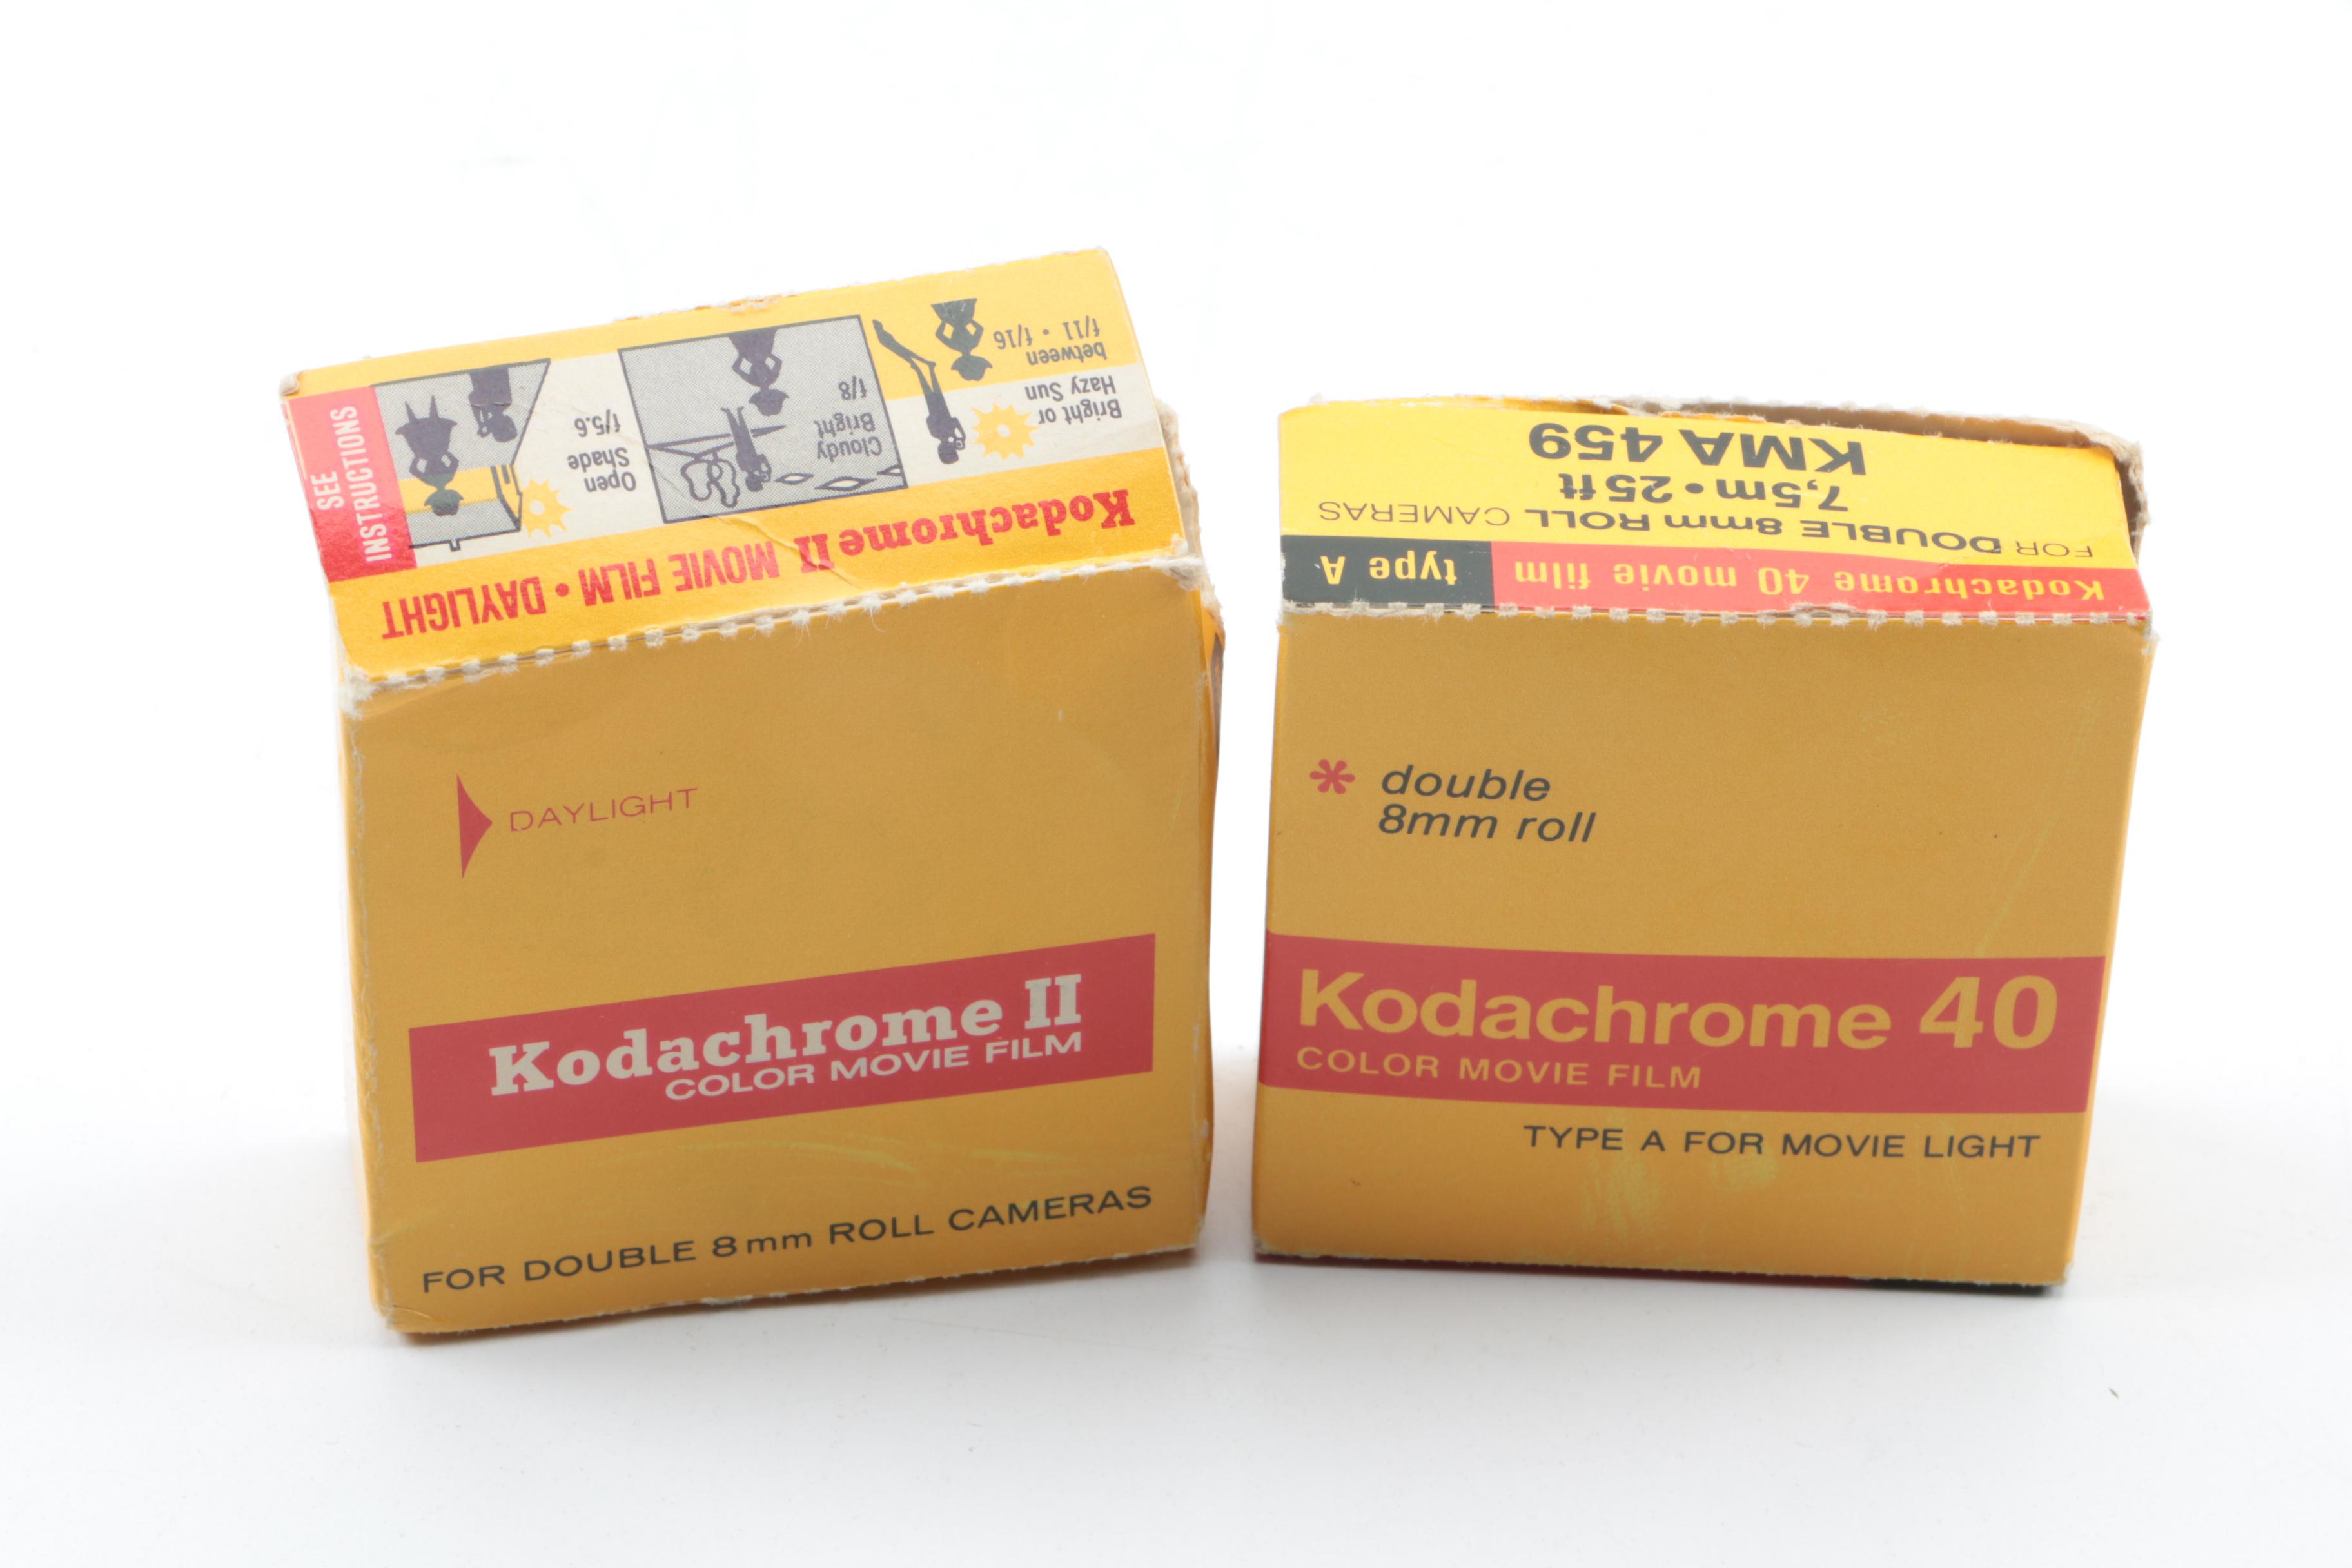 SEE
INSTRUCTIONS
Kodachrome II MOVIE FILM • DAYLIGHT
Bright or
Hazy Sun
between
f/11 • f/16
Cloudy
Bright
f/8
Open
Shade
f/5.6
DAYLIGHT
Kodachrome II
COLOR MOVIE FILM
FOR DOUBLE 8mm ROLL CAMERAS
Kodachrome 40 movie film type A
FOR DOUBLE 8mm ROLL CAMERAS
7,5m • 25 ft
KMA 459
* double
8mm roll
Kodachrome 40
COLOR MOVIE FILM
TYPE A FOR MOVIE LIGHT